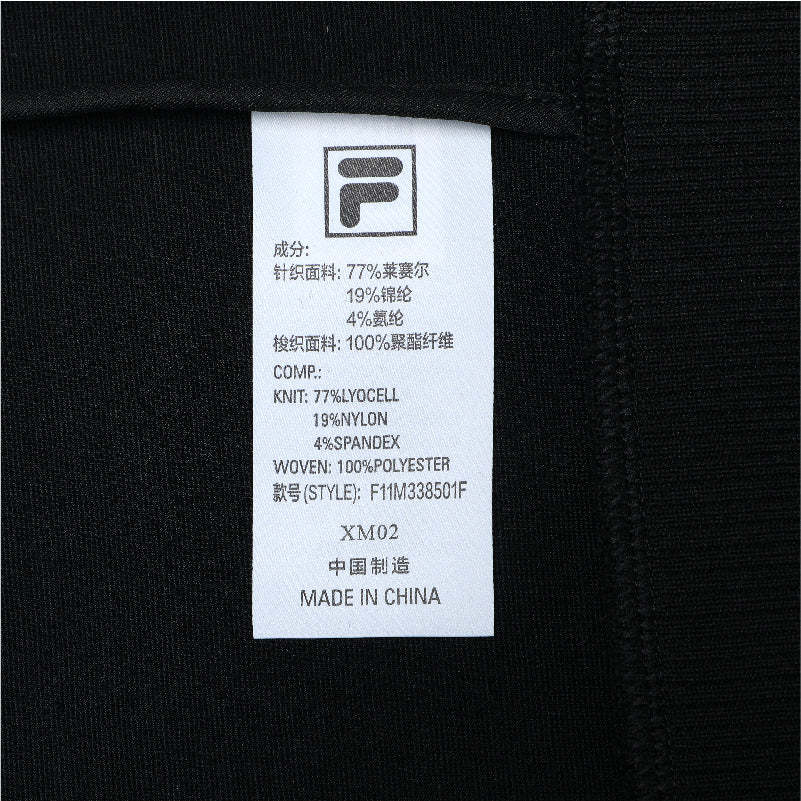 F
成分:
针织面料: 77%莱赛尔
19%锦纶
4%氨纶
梭织面料: 100%聚酯纤维
COMP.:
KNIT: 77%LYOCELL
19%NYLON
4%SPANDEX
WOVEN: 100%POLYESTER
款号(STYLE): F11M338501F
XM02
中国制造
MADE IN CHINA